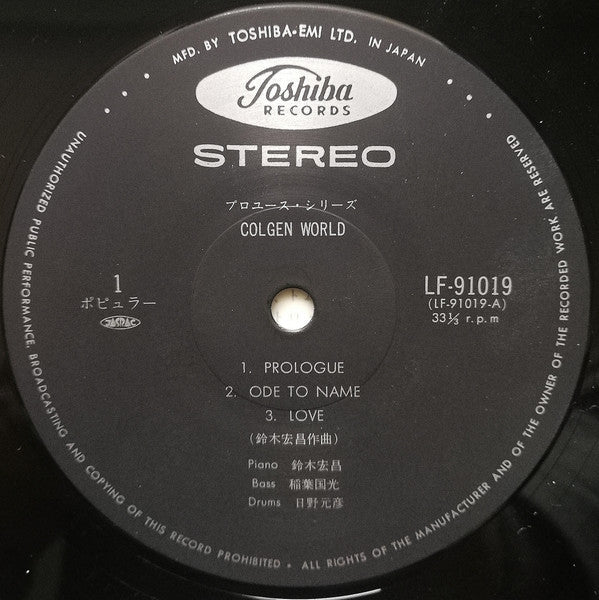 MFD. BY TOSHIBA-EMI LTD. IN JAPAN
Toshiba
RECORDS
STEREO
プロユース・シリーズ
COLGEN WORLD
1
ポピュラー
JASRAC
LF-91019
(LF-91019-A)
33⅓ r.p.m
1. PROLOGUE
2. ODE TO NAME
3. LOVE
(鈴木宏昌作曲)
Piano 鈴木宏昌
Bass 稲葉国光
Drums 日野元彦
UNAUTHORIZED PUBLIC PERFORMANCE, BROADCASTING AND COPYING OF THIS RECORD PROHIBITED • ALL RIGHTS OF THE MANUFACTURER AND OF THE OWNER OF THE RECORDED WORK ARE RESERVED